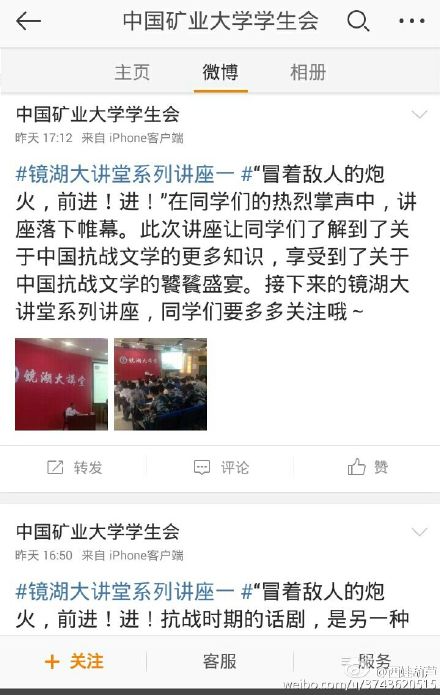 中国矿业大学学生会
主页 微博 相册
中国矿业大学学生会
昨天 17:12 来自 iPhone客户端
#镜湖大讲堂系列讲座一 #“冒着敌人的炮
火，前进！进！”在同学们的热烈掌声中，讲
座落下帷幕。此次讲座让同学们了解到了关
于中国抗战文学的更多知识，享受到了关于
中国抗战文学的饕餮盛宴。接下来的镜湖大
讲堂系列讲座，同学们要多多关注哦～
镜湖大讲堂
镜湖大讲堂
转发 评论 赞
中国矿业大学学生会
昨天 16:50 来自 iPhone客户端
#镜湖大讲堂系列讲座一 #“冒着敌人的炮
火，前进！进！抗战时期的话剧，是另一种
+ 关注 客服 服务
weibo.com/u/3743620515